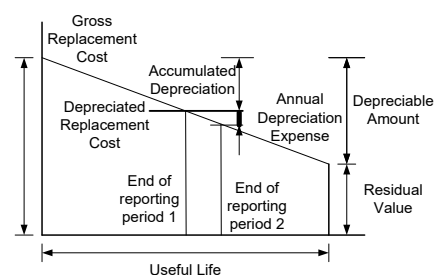 Gross
Replacement
Cost
Accumulated
Depreciation
Depreciated
Replacement
Cost
Annual
Depreciation
Expense
Depreciable
Amount
End of
reporting
period 1
End of
reporting
period 2
Residual
Value
Useful Life